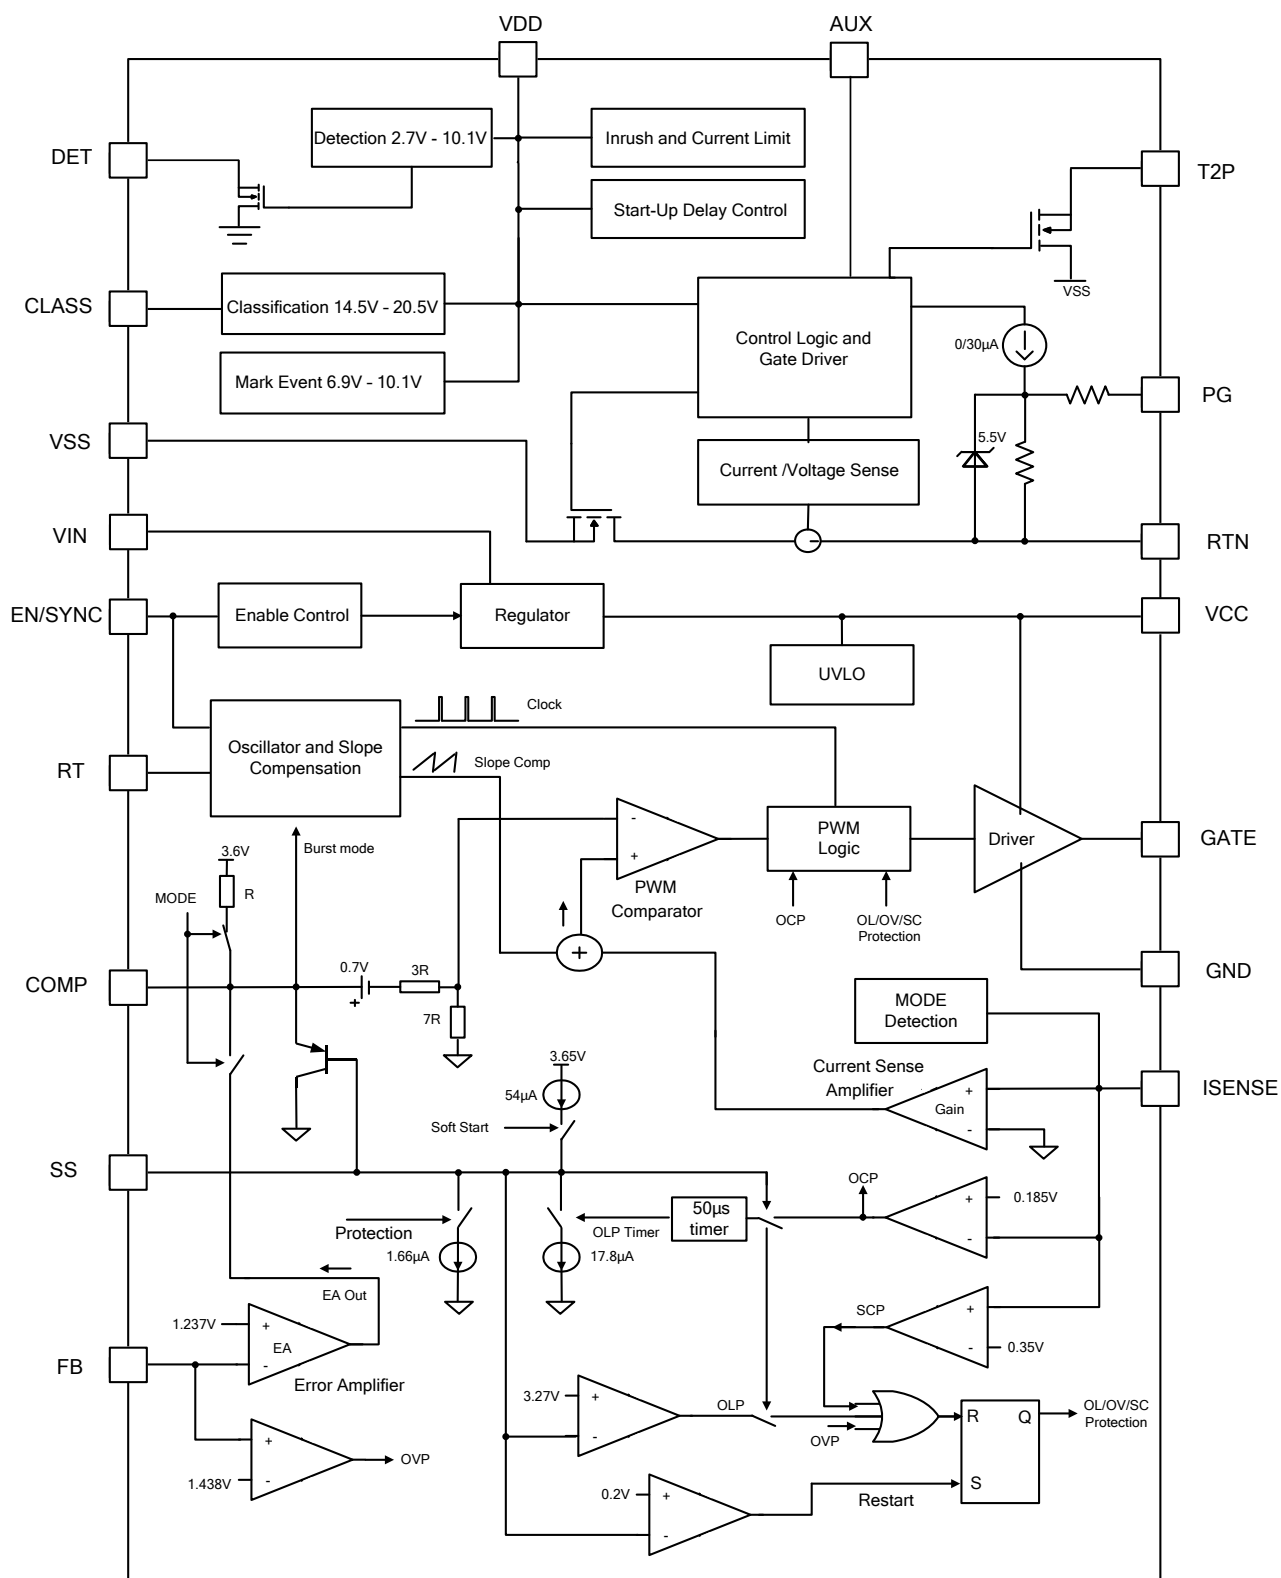 VDD
AUX
DET
Detection 2.7V - 10.1V
Inrush and Current Limit
T2P
Start-Up Delay Control
VSS
CLASS
Classification 14.5V - 20.5V
Control Logic and
Gate Driver
0/30µA
Mark Event 6.9V - 10.1V
PG
VSS
5.5V
Current /Voltage Sense
VIN
RTN
EN/SYNC
Enable Control
Regulator
VCC
UVLO
Clock
Oscillator and Slope
Compensation
Slope Comp
RT
-
+
PWM
Comparator
PWM
Logic
Driver
GATE
Burst mode
3.6V
R
MODE
OCP
OL/OV/SC
Protection
+
COMP
0.7V
+
3R
7R
GND
MODE
Detection
3.65V
54µA
Current Sense
Amplifier
+
Gain
-
ISENSE
Soft Start
SS
OCP
+
0.185V
-
50µs
timer
Protection
OLP Timer
1.66µA
17.8µA
EA Out
SCP
+
-
0.35V
1.237V
+
EA
-
FB
Error Amplifier
3.27V
+
-
OLP
OVP
R
Q
S
OL/OV/SC
Protection
+
1.438V
-
OVP
0.2V
+
-
Restart